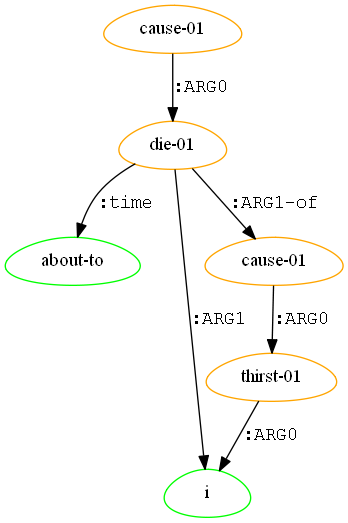 cause-01
:ARG0
die-01
:time
:ARG1-of
about-to
cause-01
:ARG1
:ARG0
thirst-01
:ARG0
i